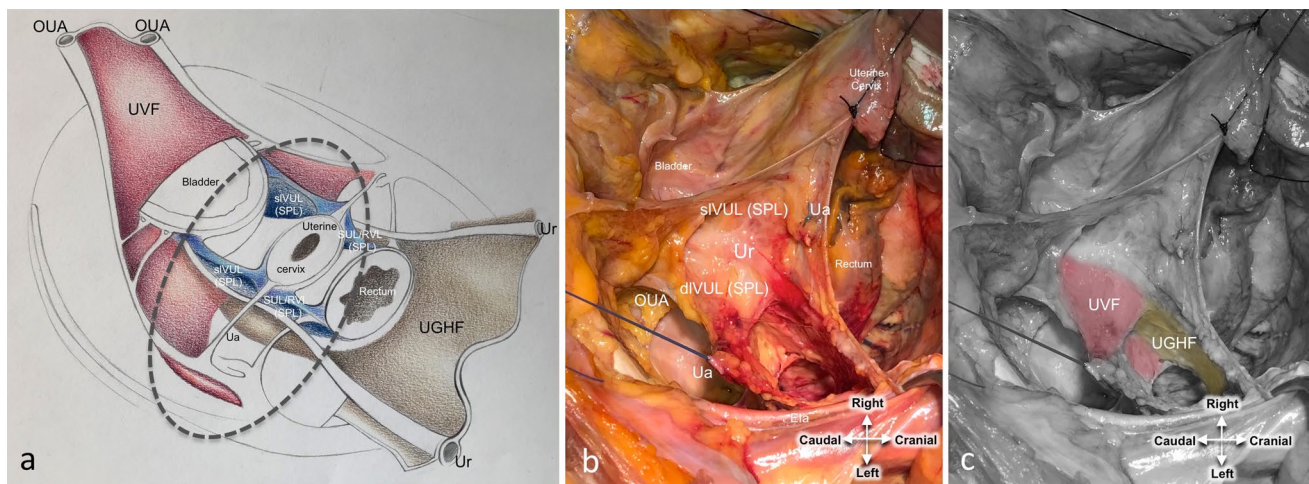 OUA
OUA
UVF
Bladder
sIVUL
(SPL)
Uterine
cervix
SUL/RVL
(SPL)
Ur
sIVUL
(SPL)
Rectum
SUL/RVL
(SPL)
Ua
UGHF
Ur
a
Uterine
Cervix
Bladder
sIVUL (SPL)
Ua
Ur
Rectum
dIVUL (SPL)
OUA
Ua
Eia
Right
Caudal
Cranial
Left
b
UVF
UGHF
Right
Caudal
Cranial
Left
c